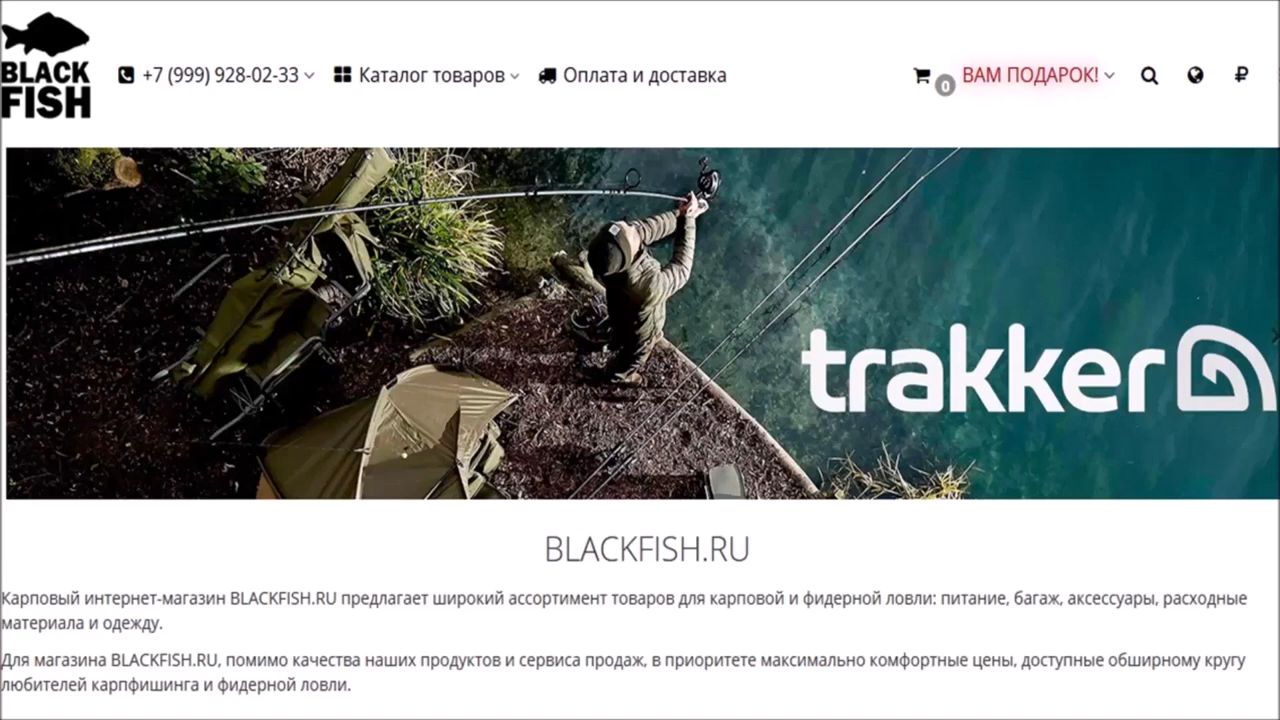 BLACK
FISH
+7 (999) 928-02-33
Каталог товаров
Оплата и доставка
0
ВАМ ПОДАРОК!
₽
trakker
BLACKFISH.RU
Карповый интернет-магазин BLACKFISH.RU предлагает широкий ассортимент товаров для карповой и фидерной ловли: питание, багаж, аксессуары, расходные
материала и одежду.
Для магазина BLACKFISH.RU, помимо качества наших продуктов и сервиса продаж, в приоритете максимально комфортные цены, доступные обширному кругу
любителей карпфишинга и фидерной ловли.